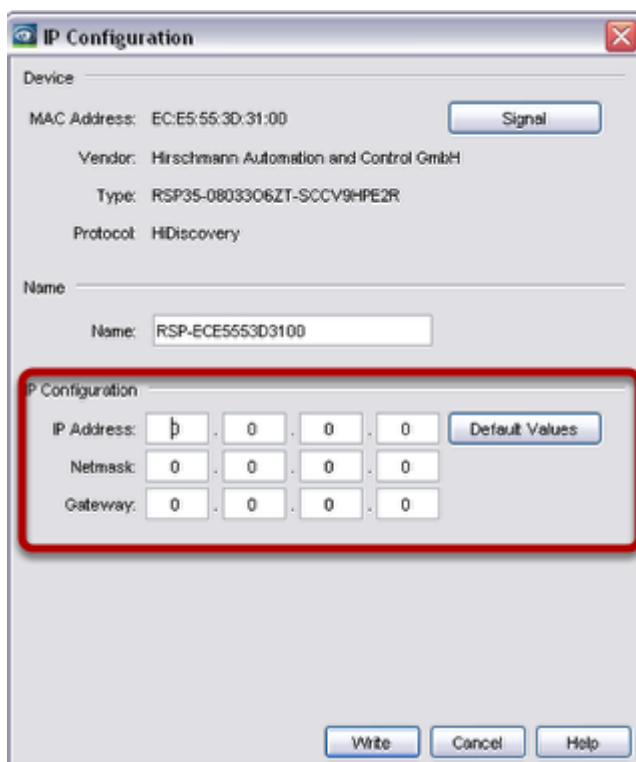 IP Configuration
Device
MAC Address: EC:E5:55:3D:31:00 Signal
Vendor: Hirschmann Automation and Control GmbH
Type: RSP35-08033O6ZT-SCCV9HPE2R
Protocol: HiDiscovery
Name
Name: RSP-ECE5553D3100
IP Configuration
IP Address: 0 . 0 . 0 . 0 Default Values
Netmask: 0 . 0 . 0 . 0
Gateway: 0 . 0 . 0 . 0
Write Cancel Help